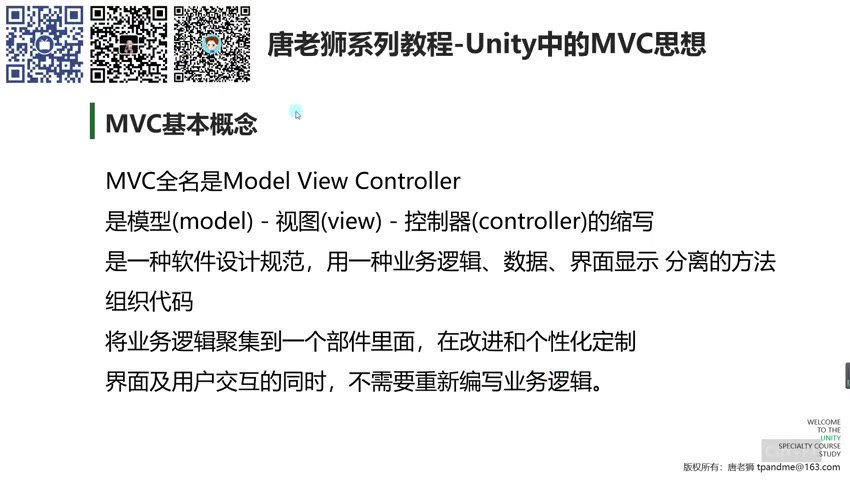 唐老狮系列教程-Unity中的MVC思想
MVC基本概念
MVC全名是Model View Controller
是模型(model) - 视图(view) - 控制器(controller)的缩写
是一种软件设计规范，用一种业务逻辑、数据、界面显示 分离的方法
组织代码
将业务逻辑聚集到一个部件里面，在改进和个性化定制
界面及用户交互的同时，不需要重新编写业务逻辑。
WELCOME
TO THE
UNITY
SPECIALTY COURSE
STUDY
版权所有：唐老狮 tpandme@163.com